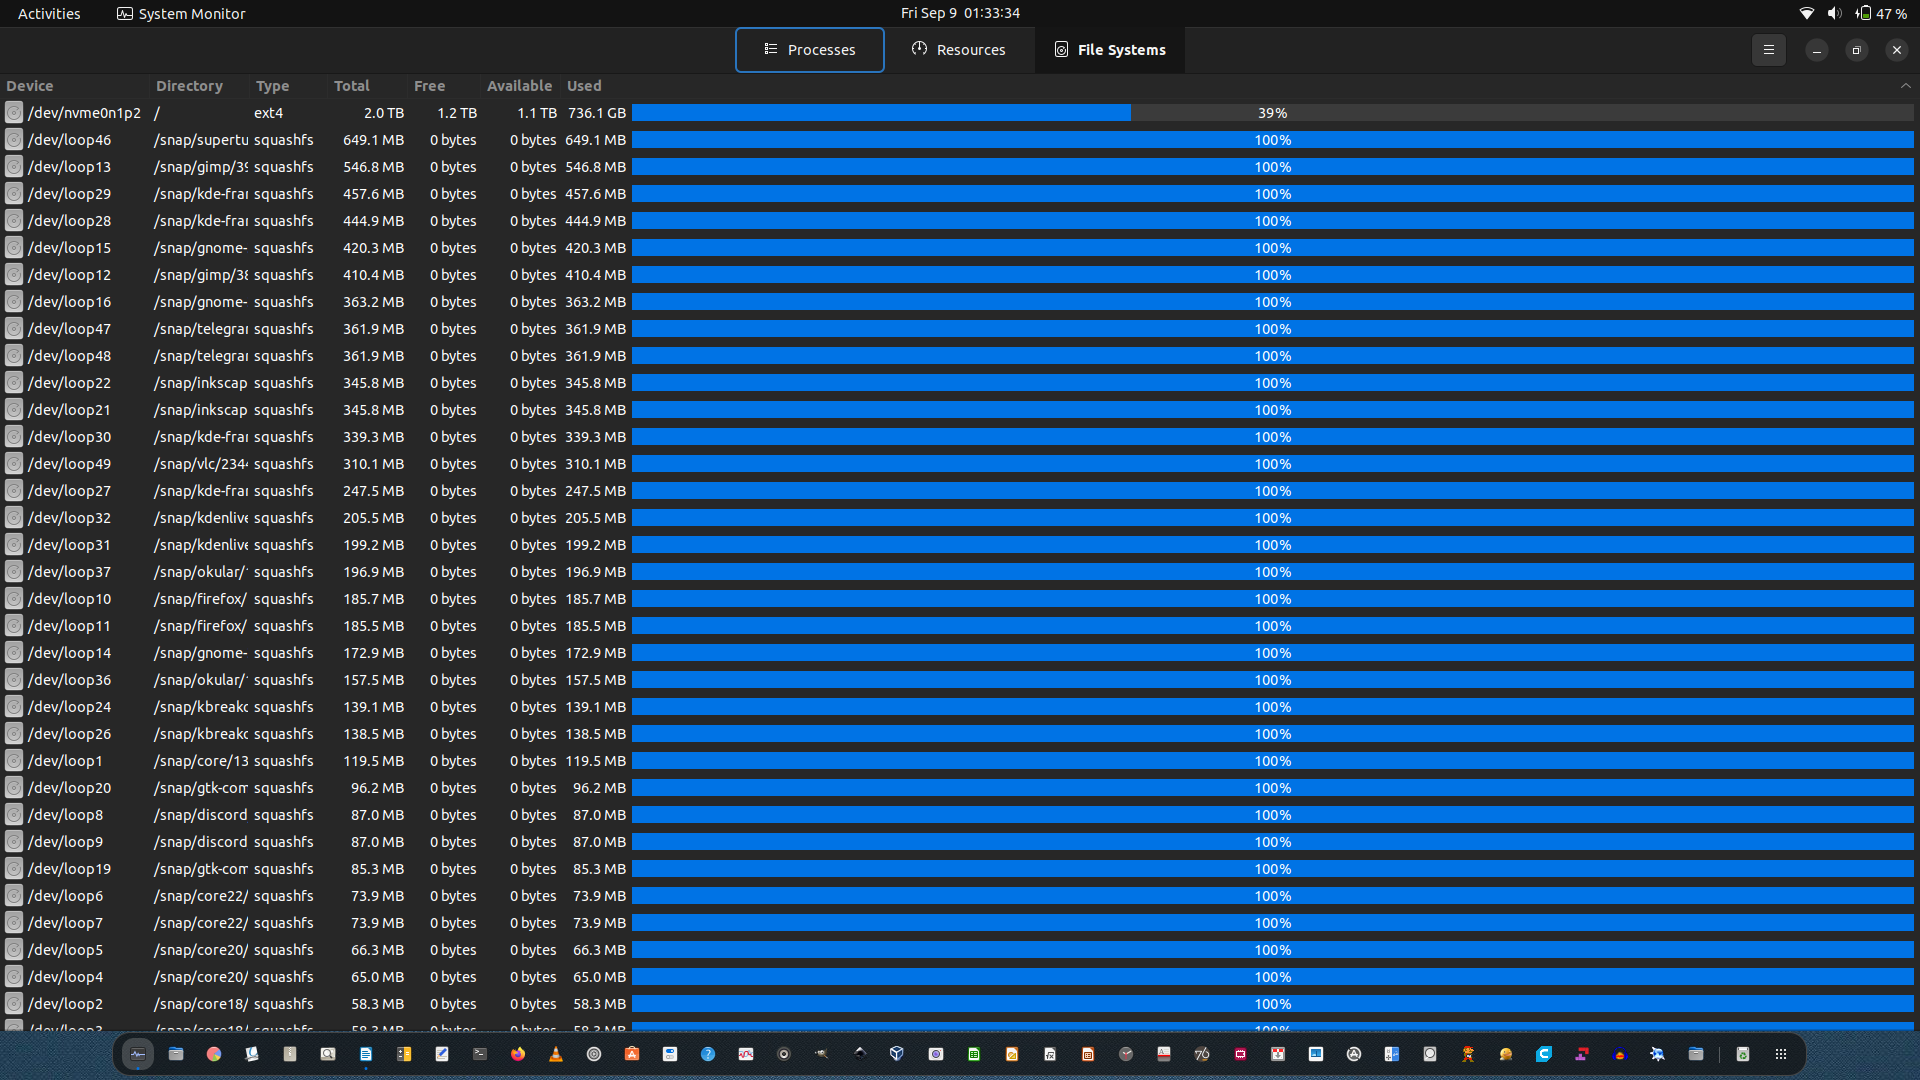 Activities System Monitor Fri Sep 9 01:33:34 47 %
Processes Resources File Systems
Device Directory Type Total Free Available Used
/dev/nvme0n1p2 / ext4 2.0 TB 1.2 TB 1.1 TB 736.1 GB 39%
/dev/loop46 /snap/supertu squashfs 649.1 MB 0 bytes 0 bytes 649.1 MB 100%
/dev/loop13 /snap/gimp/39 squashfs 546.8 MB 0 bytes 0 bytes 546.8 MB 100%
/dev/loop29 /snap/kde-frar squashfs 457.6 MB 0 bytes 0 bytes 457.6 MB 100%
/dev/loop28 /snap/kde-frar squashfs 444.9 MB 0 bytes 0 bytes 444.9 MB 100%
/dev/loop15 /snap/gnome- squashfs 420.3 MB 0 bytes 0 bytes 420.3 MB 100%
/dev/loop12 /snap/gimp/38 squashfs 410.4 MB 0 bytes 0 bytes 410.4 MB 100%
/dev/loop16 /snap/gnome- squashfs 363.2 MB 0 bytes 0 bytes 363.2 MB 100%
/dev/loop47 /snap/telegrar squashfs 361.9 MB 0 bytes 0 bytes 361.9 MB 100%
/dev/loop48 /snap/telegrar squashfs 361.9 MB 0 bytes 0 bytes 361.9 MB 100%
/dev/loop22 /snap/inkscap squashfs 345.8 MB 0 bytes 0 bytes 345.8 MB 100%
/dev/loop21 /snap/inkscap squashfs 345.8 MB 0 bytes 0 bytes 345.8 MB 100%
/dev/loop30 /snap/kde-frar squashfs 339.3 MB 0 bytes 0 bytes 339.3 MB 100%
/dev/loop49 /snap/vlc/2344 squashfs 310.1 MB 0 bytes 0 bytes 310.1 MB 100%
/dev/loop27 /snap/kde-frar squashfs 247.5 MB 0 bytes 0 bytes 247.5 MB 100%
/dev/loop32 /snap/kdenlive squashfs 205.5 MB 0 bytes 0 bytes 205.5 MB 100%
/dev/loop31 /snap/kdenlive squashfs 199.2 MB 0 bytes 0 bytes 199.2 MB 100%
/dev/loop37 /snap/okular/1 squashfs 196.9 MB 0 bytes 0 bytes 196.9 MB 100%
/dev/loop10 /snap/firefox/ squashfs 185.7 MB 0 bytes 0 bytes 185.7 MB 100%
/dev/loop11 /snap/firefox/ squashfs 185.5 MB 0 bytes 0 bytes 185.5 MB 100%
/dev/loop14 /snap/gnome- squashfs 172.9 MB 0 bytes 0 bytes 172.9 MB 100%
/dev/loop36 /snap/okular/1 squashfs 157.5 MB 0 bytes 0 bytes 157.5 MB 100%
/dev/loop24 /snap/kbreako squashfs 139.1 MB 0 bytes 0 bytes 139.1 MB 100%
/dev/loop26 /snap/kbreako squashfs 138.5 MB 0 bytes 0 bytes 138.5 MB 100%
/dev/loop1 /snap/core/13 squashfs 119.5 MB 0 bytes 0 bytes 119.5 MB 100%
/dev/loop20 /snap/gtk-com squashfs 96.2 MB 0 bytes 0 bytes 96.2 MB 100%
/dev/loop8 /snap/discord squashfs 87.0 MB 0 bytes 0 bytes 87.0 MB 100%
/dev/loop9 /snap/discord squashfs 87.0 MB 0 bytes 0 bytes 87.0 MB 100%
/dev/loop19 /snap/gtk-com squashfs 85.3 MB 0 bytes 0 bytes 85.3 MB 100%
/dev/loop6 /snap/core22/ squashfs 73.9 MB 0 bytes 0 bytes 73.9 MB 100%
/dev/loop7 /snap/core22/ squashfs 73.9 MB 0 bytes 0 bytes 73.9 MB 100%
/dev/loop5 /snap/core20/ squashfs 66.3 MB 0 bytes 0 bytes 66.3 MB 100%
/dev/loop4 /snap/core20/ squashfs 65.0 MB 0 bytes 0 bytes 65.0 MB 100%
/dev/loop2 /snap/core18/ squashfs 58.3 MB 0 bytes 0 bytes 58.3 MB 100%
/dev/loop3 /snap/core18/ squashfs 58.3 MB 0 bytes 0 bytes 58.3 MB 100%